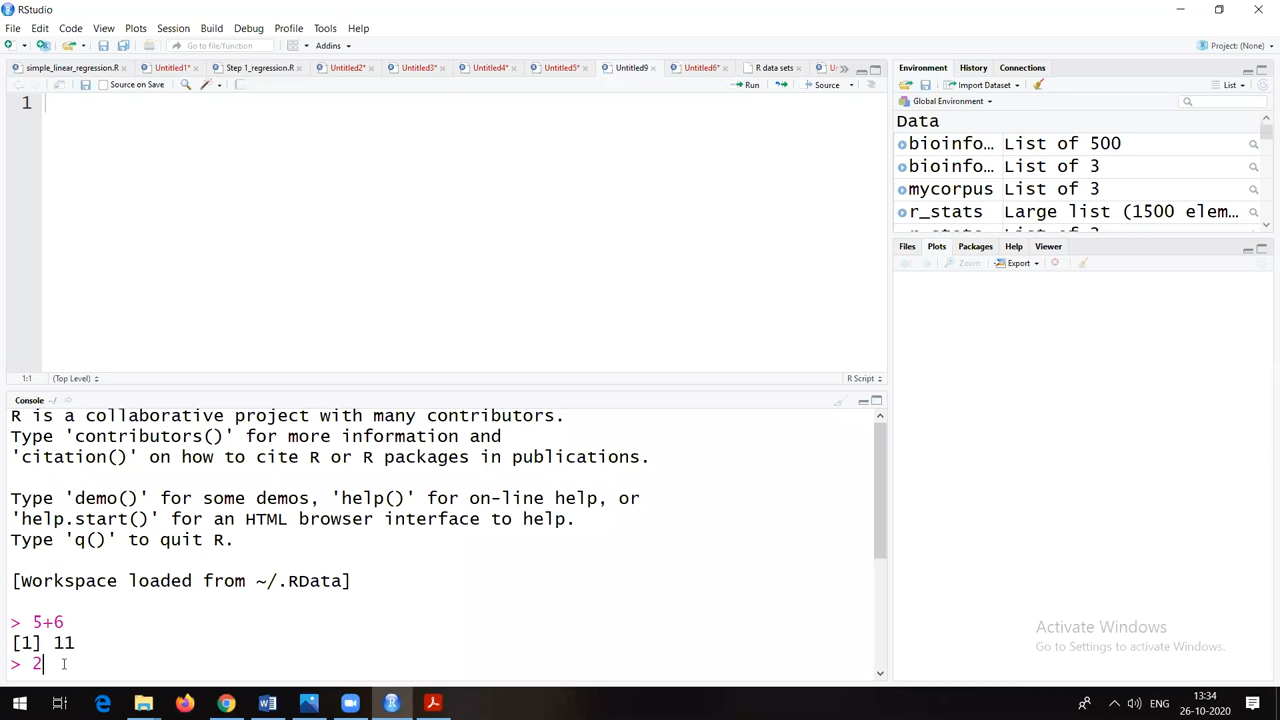 RStudio
File Edit Code View Plots Session Build Debug Profile Tools Help
Go to file/function Addins Project: (None)
simple_linear_regression.R Untitled1* Step 1_regression.R Untitled2* Untitled3* Untitled4* Untitled5* Untitled9 Untitled6* R data sets
Source on Save Run Source
1
1:1 (Top Level) R Script
Console ~/
R is a collaborative project with many contributors.
Type 'contributors()' for more information and
'citation()' on how to cite R or R packages in publications.
Type 'demo()' for some demos, 'help()' for on-line help, or
'help.start()' for an HTML browser interface to help.
Type 'q()' to quit R.
[Workspace loaded from ~/.RData]
> 5+6
[1] 11
> 2
Environment History Connections
Import Dataset List
Global Environment
Data
bioinfo… List of 500
bioinfo… List of 3
mycorpus List of 3
r_stats Large list (1500 elem…
Files Plots Packages Help Viewer
Zoom Export
Activate Windows
Go to Settings to activate Windows.
ENG
13:34
26-10-2020